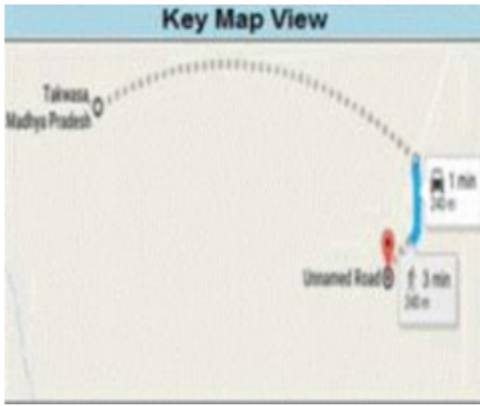 Key Map View
Takwasa,
Madhya Pradesh
1 min
240 m
Unnamed Road
3 min
240 m